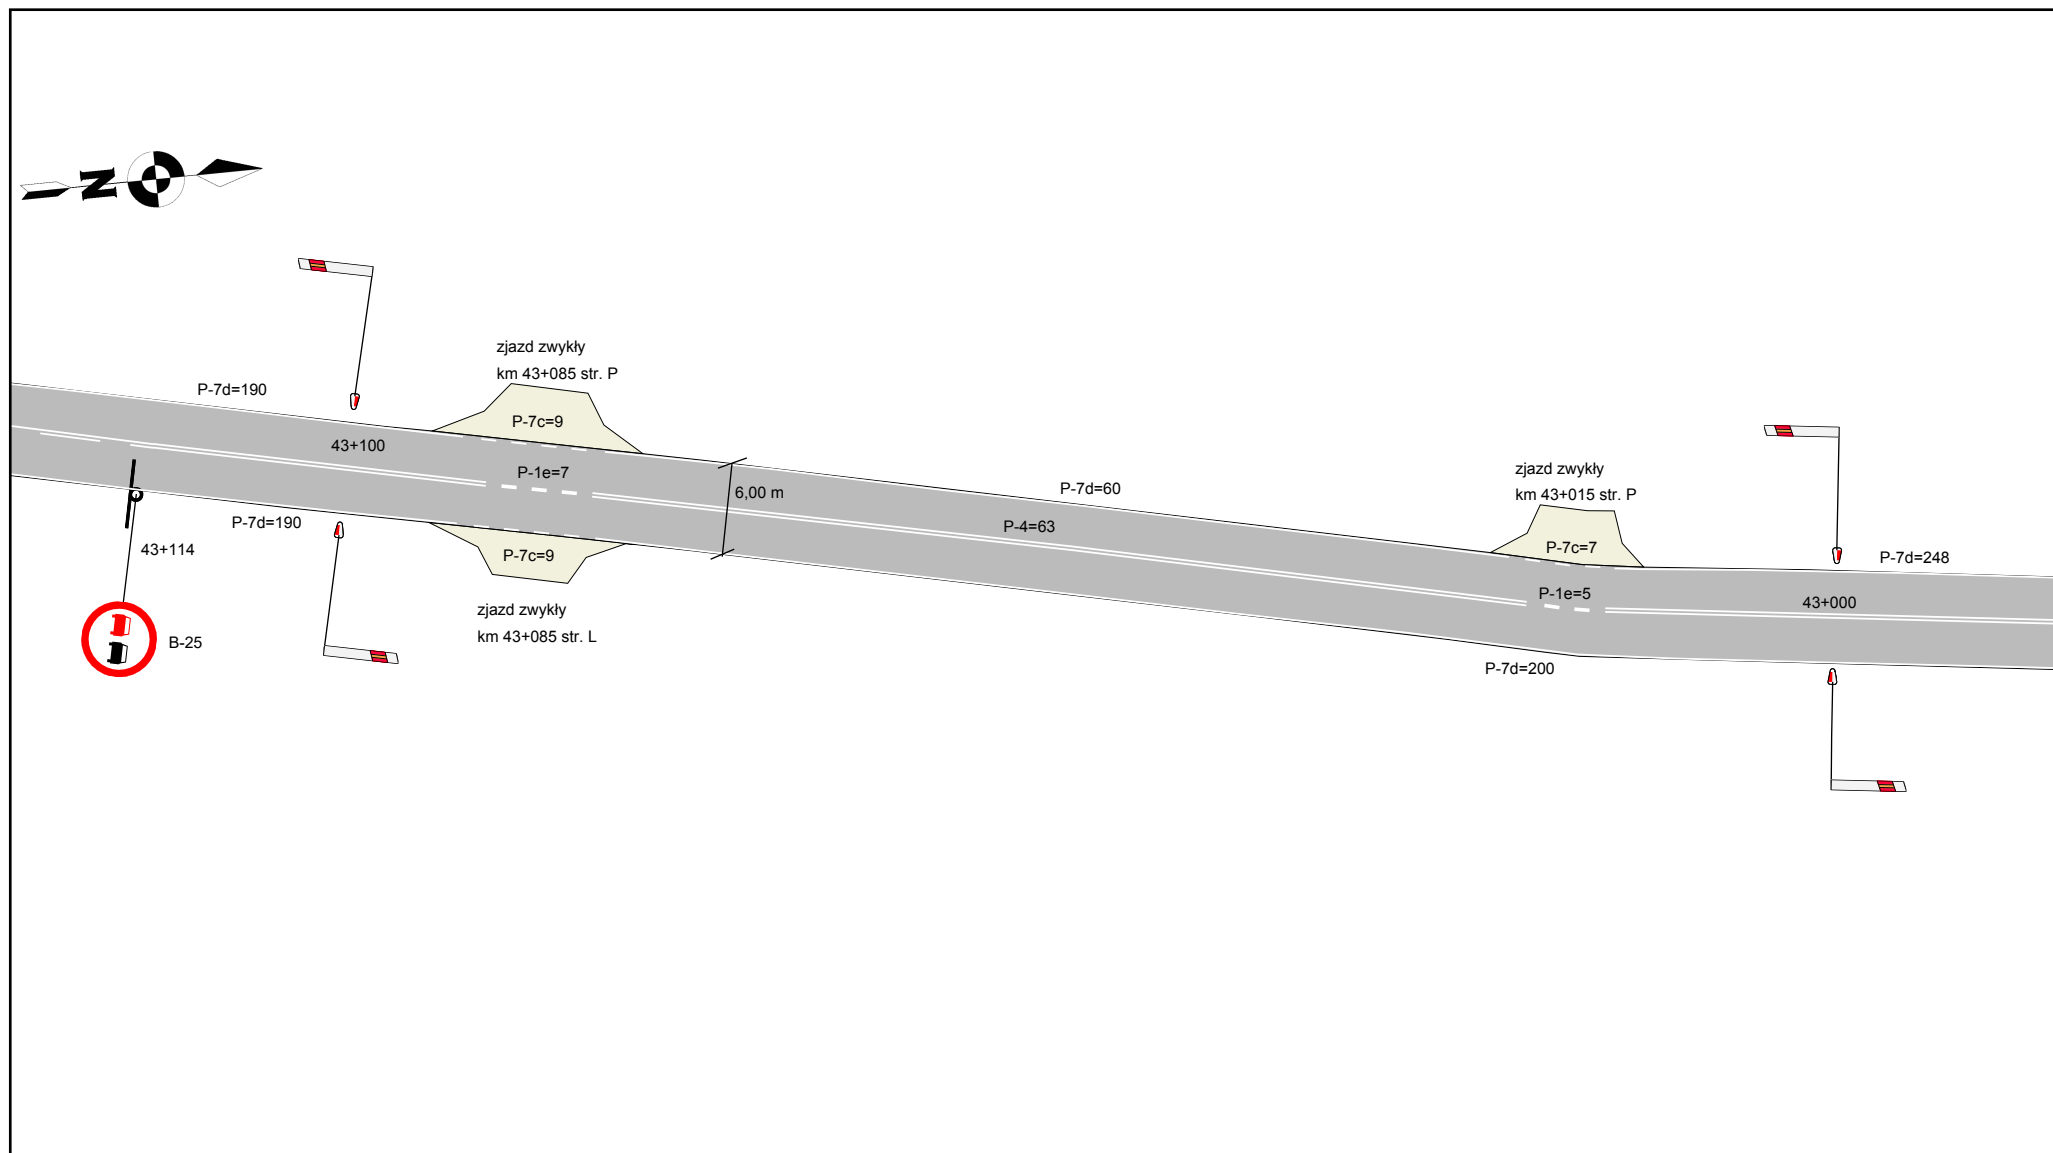 N
zjazd zwykły
km 43+085 str. P
P-7d=190
P-7c=9
43+100
P-1e=7
6,00 m
P-7d=60
P-4=63
zjazd zwykły
km 43+015 str. P
P-7c=7
P-7d=248
P-1e=5
43+000
P-7d=190
43+114
P-7c=9
B-25
zjazd zwykły
km 43+085 str. L
P-7d=200